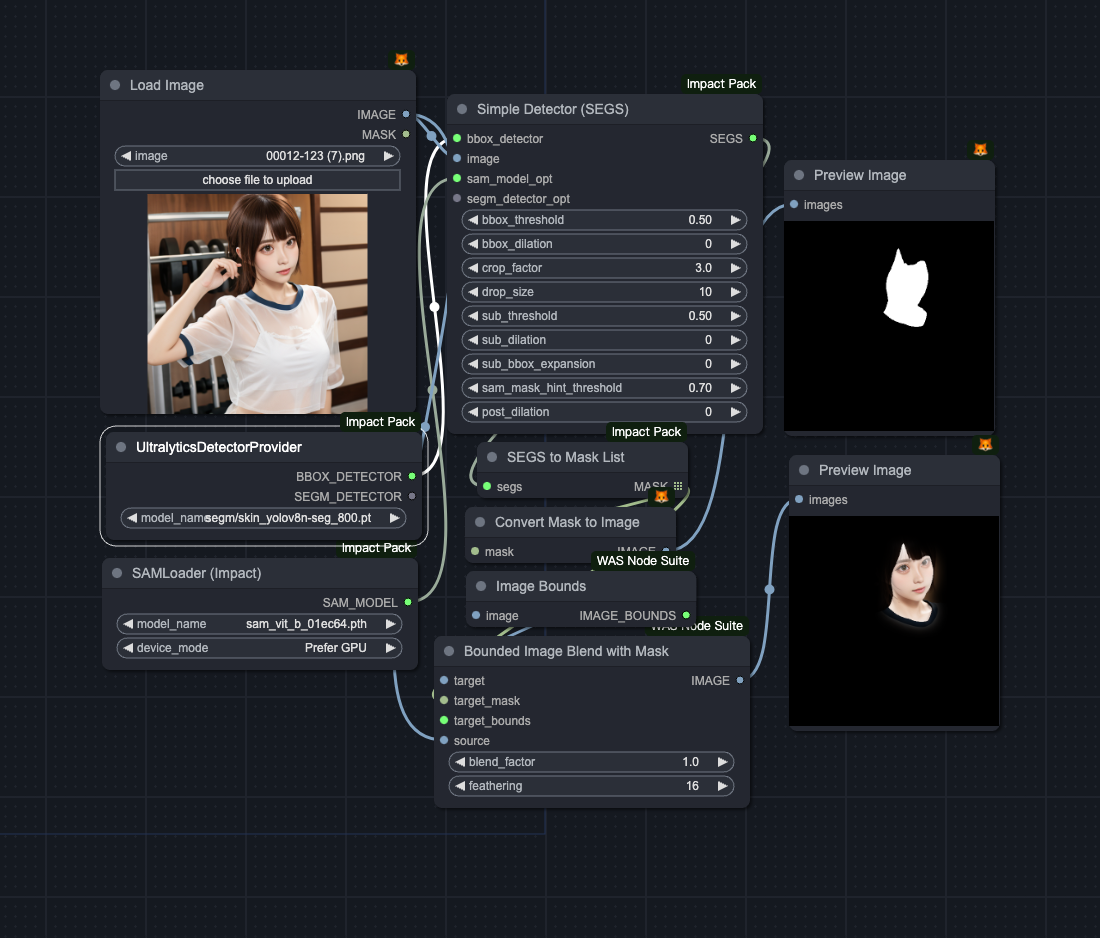 Load Image
IMAGE
MASK
image 00012-123 (7).png
choose file to upload
Impact Pack
UltralyticsDetectorProvider
BBOX_DETECTOR
SEGM_DETECTOR
model_name segm/skin_yolov8n-seg_800.pt
Impact Pack
SAMLoader (Impact)
SAM_MODEL
model_name sam_vit_b_01ec64.pth
device_mode Prefer GPU
Impact Pack
Simple Detector (SEGS)
bbox_detector SEGS
image
sam_model_opt
segm_detector_opt
bbox_threshold 0.50
bbox_dilation 0
crop_factor 3.0
drop_size 10
sub_threshold 0.50
sub_dilation 0
sub_bbox_expansion 0
sam_mask_hint_threshold 0.70
post_dilation 0
Impact Pack
SEGS to Mask List
segs MASK
Convert Mask to Image
mask IMAGE
WAS Node Suite
Image Bounds
image IMAGE_BOUNDS
WAS Node Suite
Bounded Image Blend with Mask
target IMAGE
target_mask
target_bounds
source
blend_factor 1.0
feathering 16
Preview Image
images
Preview Image
images